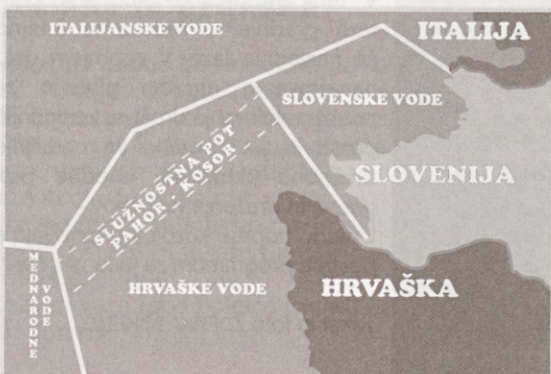 ITALIJANSKE VODE
ITALIJA
SLOVENSKE VODE
SLUŽNOSTNA POT
PAHOR - KOSOR
SLOVENIJA
MEDNARODNE
VODE
HRVAŠKE VODE
HRVAŠKA